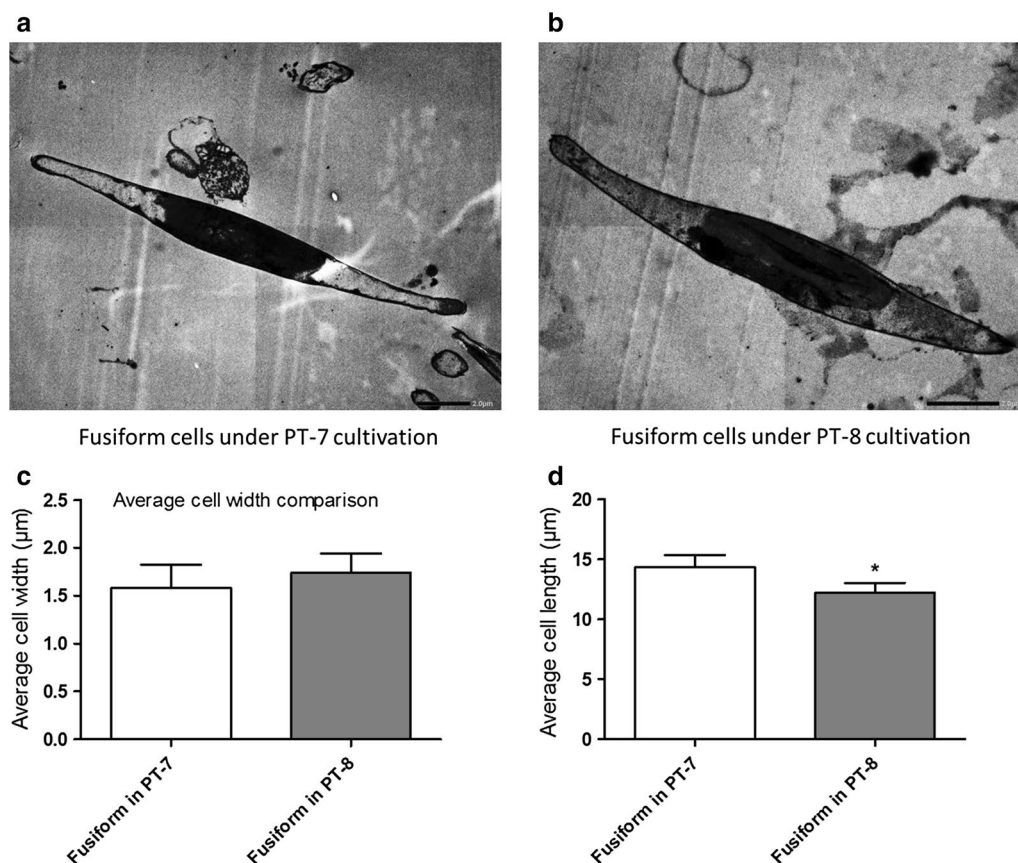 a
b
2.0μm
2.0μ
Fusiform cells under PT-7 cultivation
Fusiform cells under PT-8 cultivation
c
d
Average cell width comparison
Average cell width (μm)
2.5
2.0
1.5
1.0
0.5
0.0
Fusiform in PT-7
Fusiform in PT-8
Average cell length (μm)
20
15
10
5
0
*
Fusiform in PT-7
Fusiform in PT-8